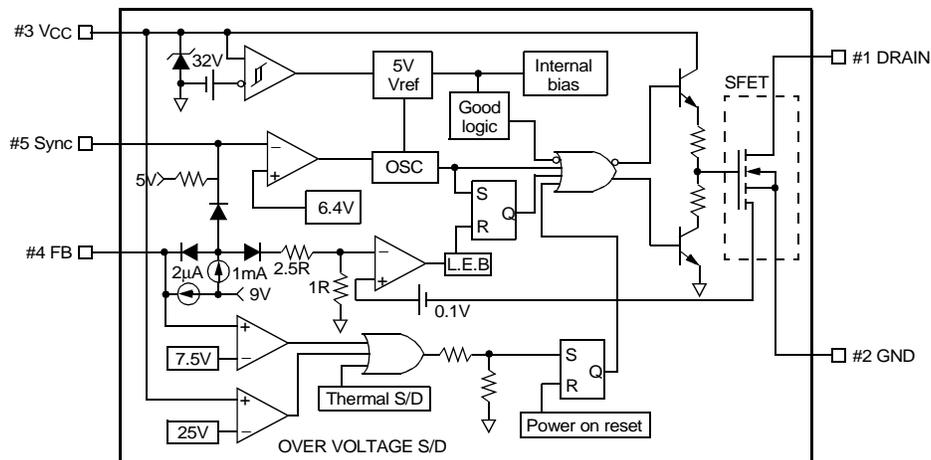 #3 VCC
#1 DRAIN
32V
5V
Vref
Internal
bias
SFET
Good
logic
#5 Sync
−
+
OSC
5V
6.4V
S
R
Q
#4 FB
2μA
1mA
2.5R
9V
1R
−
+
L.E.B
0.1V
+
−
7.5V
S
R
Q
#2 GND
Thermal S/D
+
−
25V
Power on reset
OVER VOLTAGE S/D